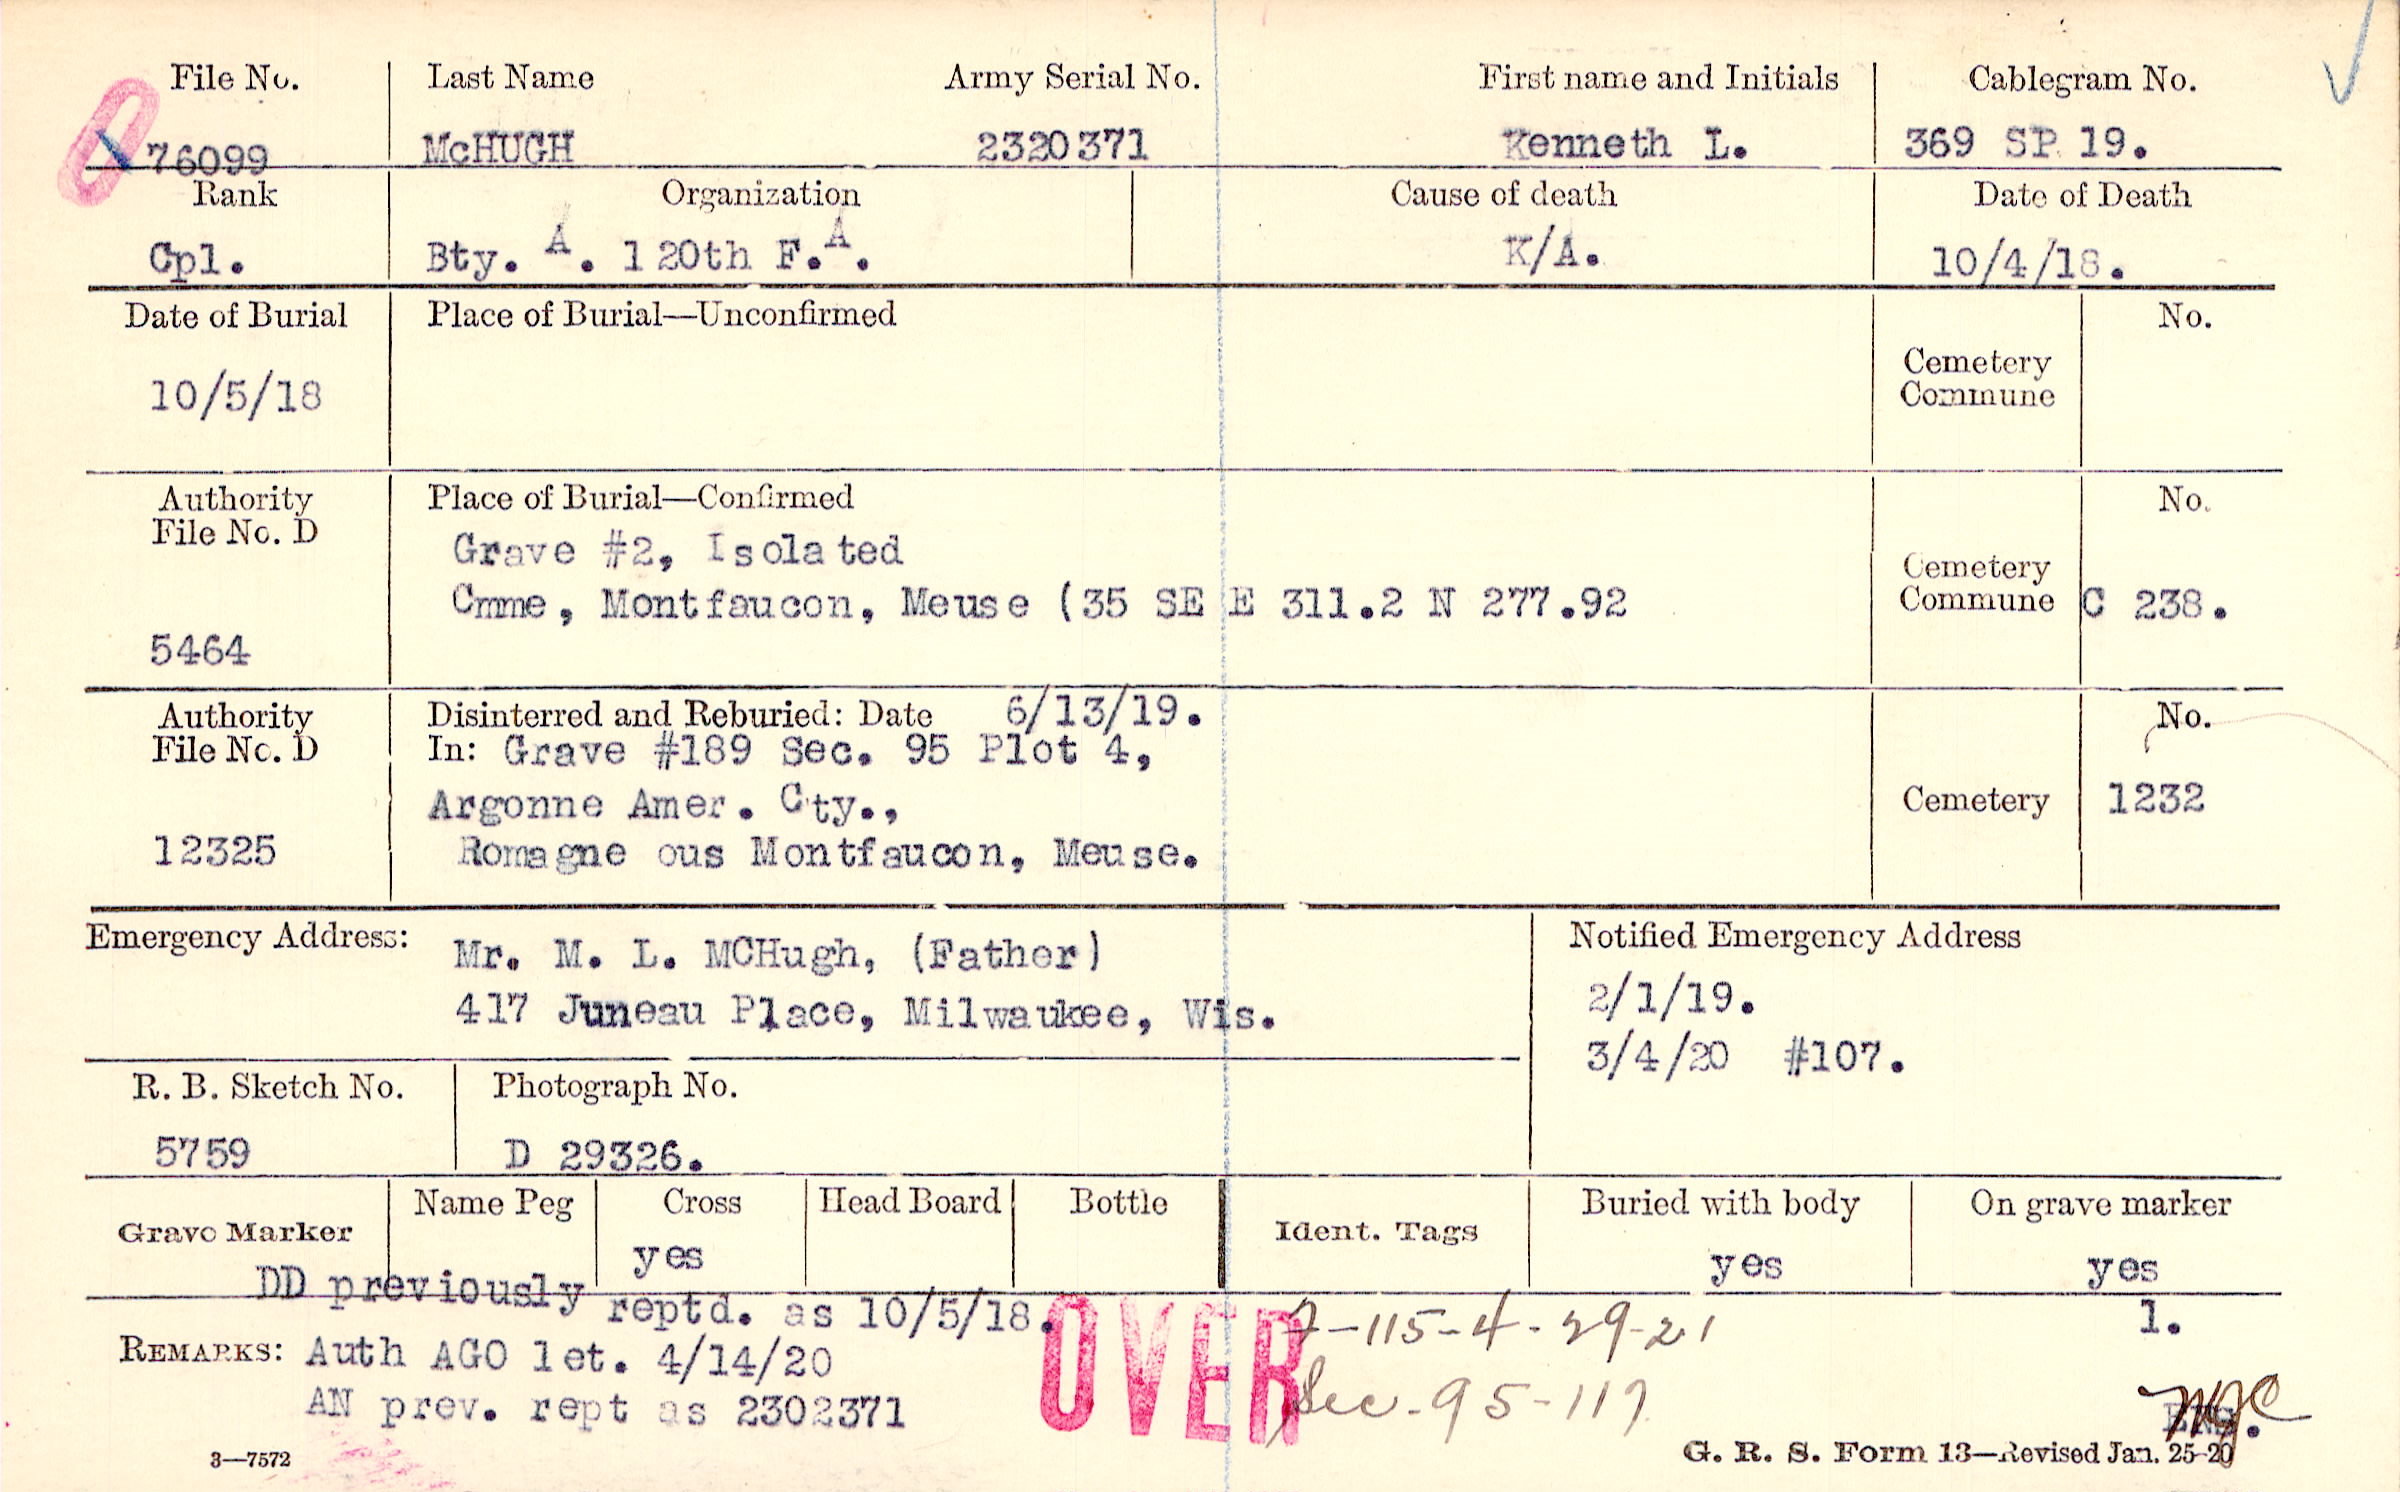 File No. Last Name Army Serial No. First name and Initials Cablegram No.
76099 McHUGH 2320371 Kenneth L. 369 SP 19.
Rank Organization Cause of death Date of Death
Cpl. Bty. A. 120th F.A. K/A. 10/4/18.
Date of Burial Place of Burial—Unconfirmed No.
Cemetery
Commune
10/5/18
Authority Place of Burial—Confirmed No.
File No. D
Grave #2, Isolated
Cemetery
Cmme, Montfaucon, Meuse (35 SE E 311.2 N 277.92 Commune C 238.
5464
Authority Disinterred and Reburied: Date 6/13/19. No.
File No. D In: Grave #189 Sec. 95 Plot 4,
Argonne Amer. Cty., Cemetery 1232
12325 Romagne ous Montfaucon, Meuse.
Emergency Address: Mr. M. L. MCHugh, (Father) Notified Emergency Address
417 Juneau Place, Milwaukee, Wis. 2/1/19.
3/4/20 #107.
R. B. Sketch No. Photograph No.
5759 D 29326.
Grave Marker Name Peg Cross Head Board Bottle Ident. Tags Buried with body On grave marker
yes yes yes
DD previously reptd. as 10/5/18. 1.
OVER
-115-4-29-21
REMARKS: Auth AGO let. 4/14/20
Sec-95-117
AN prev. rept as 2302371
3—7572 G. R. S. Form 13—Revised Jan. 25-20